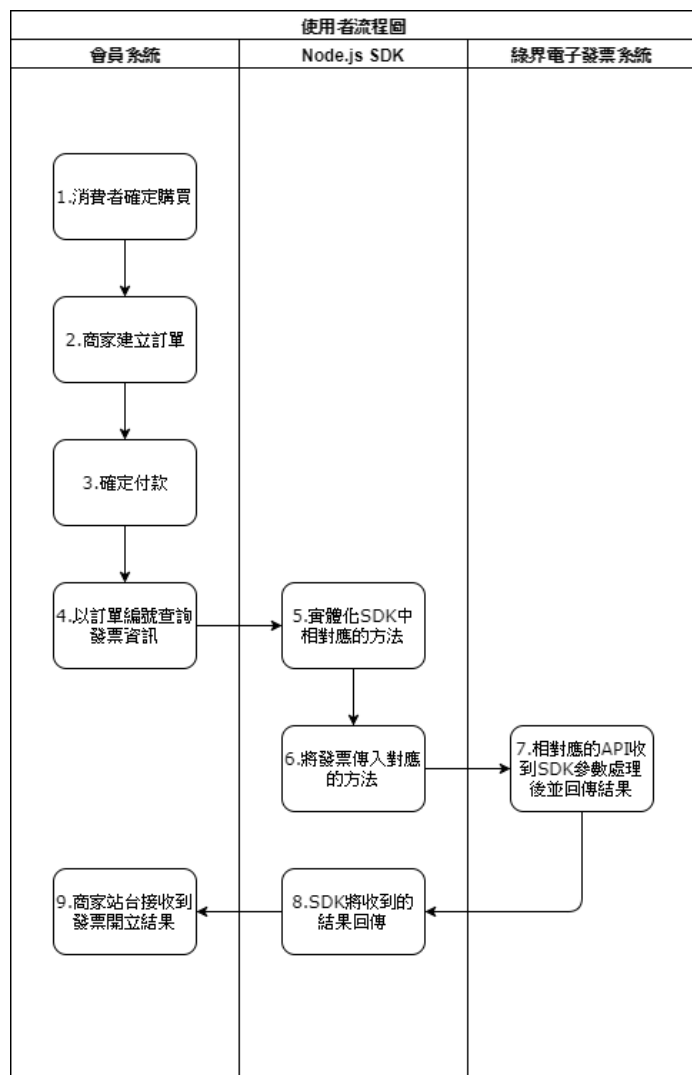 使用者流程圖
會員系統
Node.js SDK
綠界電子發票系統
1.消費者確定購買
2.商家建立訂單
3.確定付款
4.以訂單編號查詢
發票資訊
5.實體化SDK中
相對應的方法
6.將發票傳入對應
的方法
7.相對應的API收
到SDK參數處理
後並回傳結果
8.SDK將收到的
結果回傳
9.商家站台接收到
發票開立結果